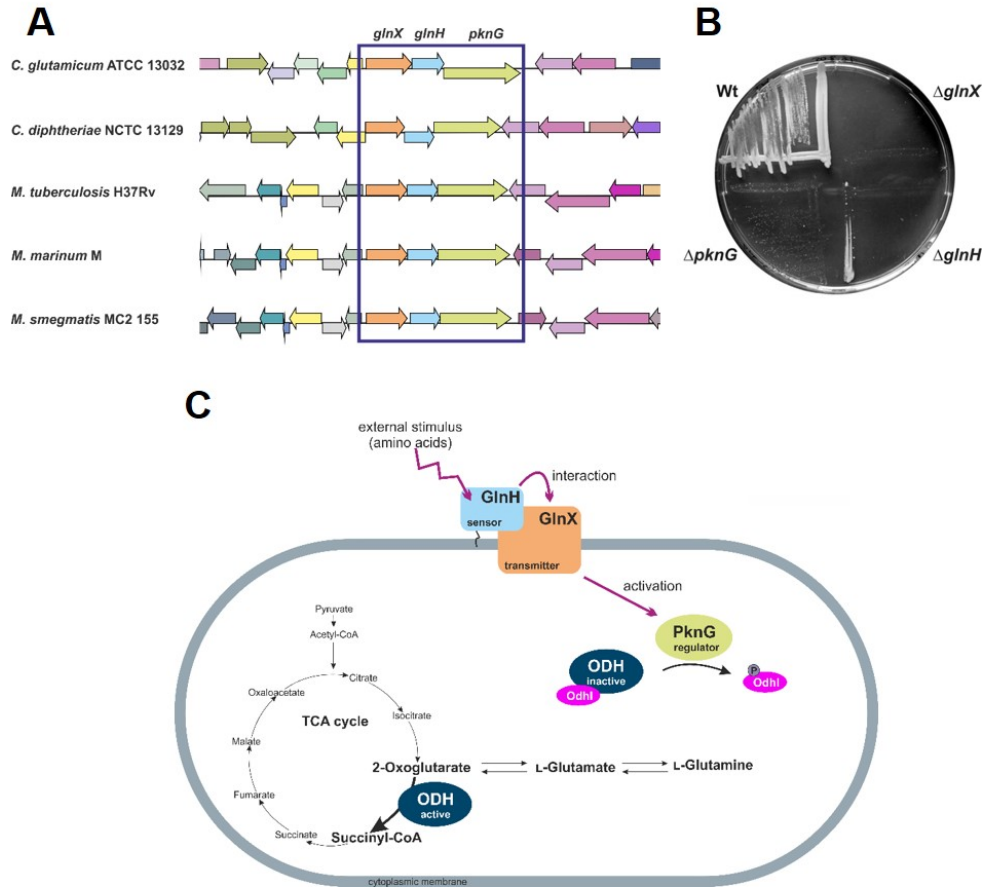 A
glnX glnH pknG
C. glutamicum ATCC 13032
C. diphtheriae NCTC 13129
M. tuberculosis H37Rv
M. marinum M
M. smegmatis MC2 155
B
Wt
ΔglnX
ΔpknG
ΔglnH
C
external stimulus
(amino acids)
GlnH
sensor
interaction
GlnX
transmitter
activation
PknG
regulator
ODH
inactive
OdhI
P
OdhI
Pyruvate
Acetyl-CoA
Citrate
Oxaloacetate
Isocitrate
TCA cycle
Malate
2-Oxoglutarate
L-Glutamate
L-Glutamine
Fumarate
ODH
active
Succinate
Succinyl-CoA
cytoplasmic membrane